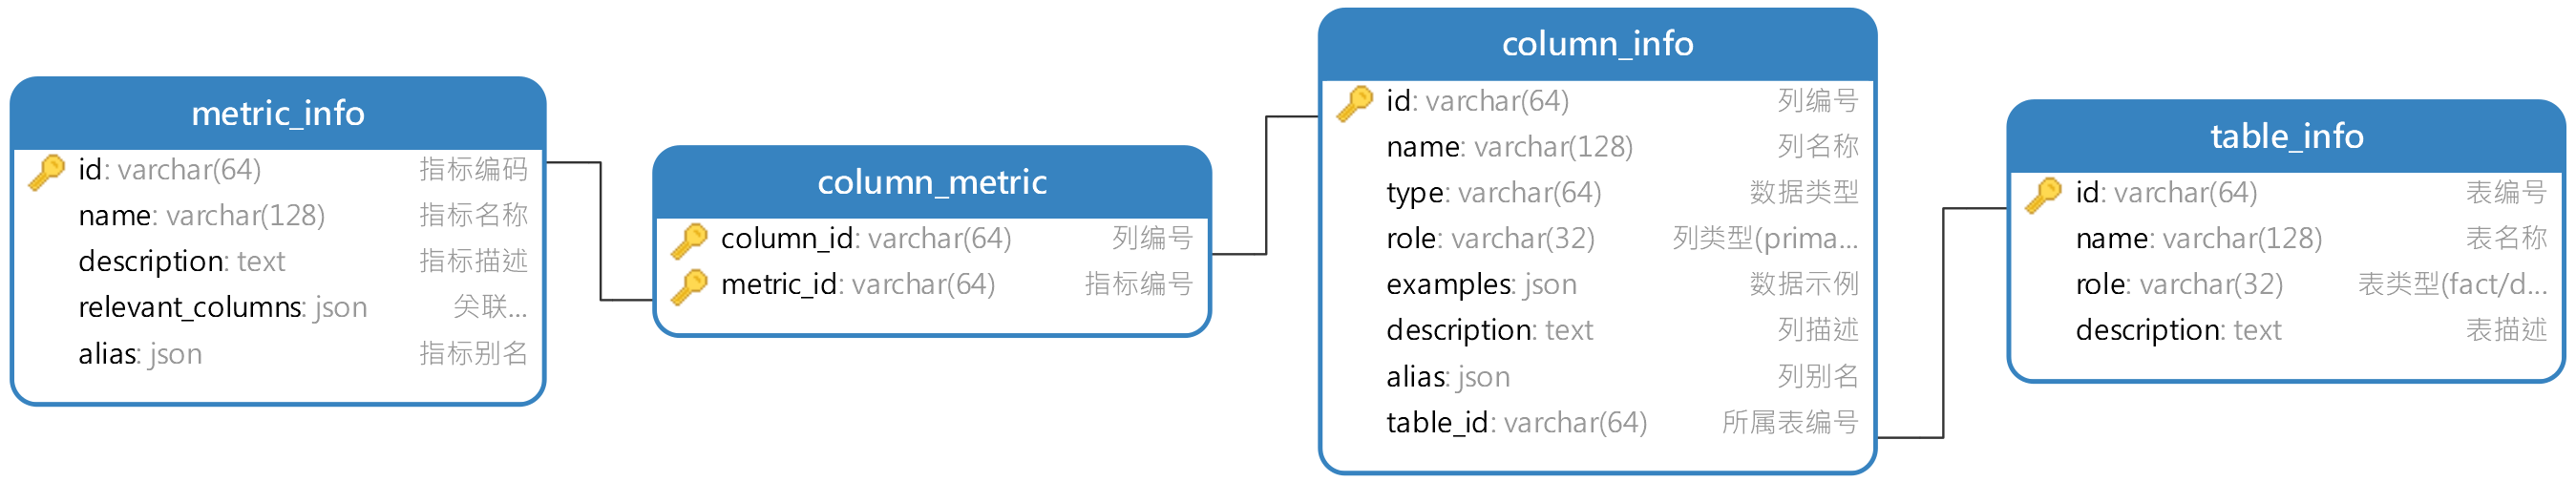 metric_info
id: varchar(64) 指标编码
name: varchar(128) 指标名称
description: text 指标描述
relevant_columns: json 关联...
alias: json 指标别名
column_metric
column_id: varchar(64) 列编号
metric_id: varchar(64) 指标编号
column_info
id: varchar(64) 列编号
name: varchar(128) 列名称
type: varchar(64) 数据类型
role: varchar(32) 列类型(prima...
examples: json 数据示例
description: text 列描述
alias: json 列别名
table_id: varchar(64) 所属表编号
table_info
id: varchar(64) 表编号
name: varchar(128) 表名称
role: varchar(32) 表类型(fact/d...
description: text 表描述